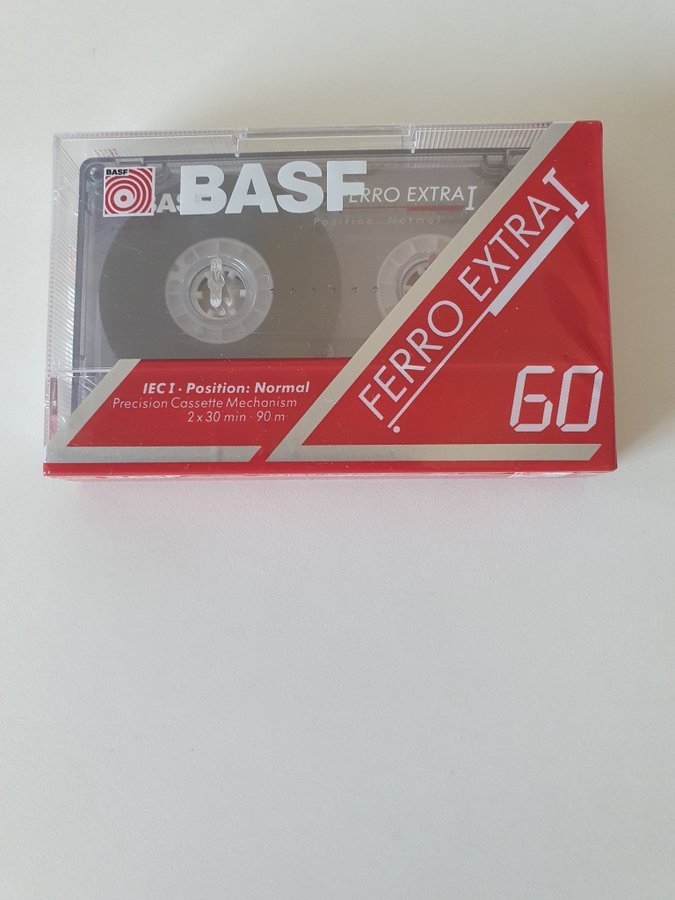 BASF
BASF
BASF
FERRO EXTRA I
Position: Normal
FERRO EXTRA I
IEC I · Position: Normal
Precision Cassette Mechanism
2 x 30 min · 90 m
60